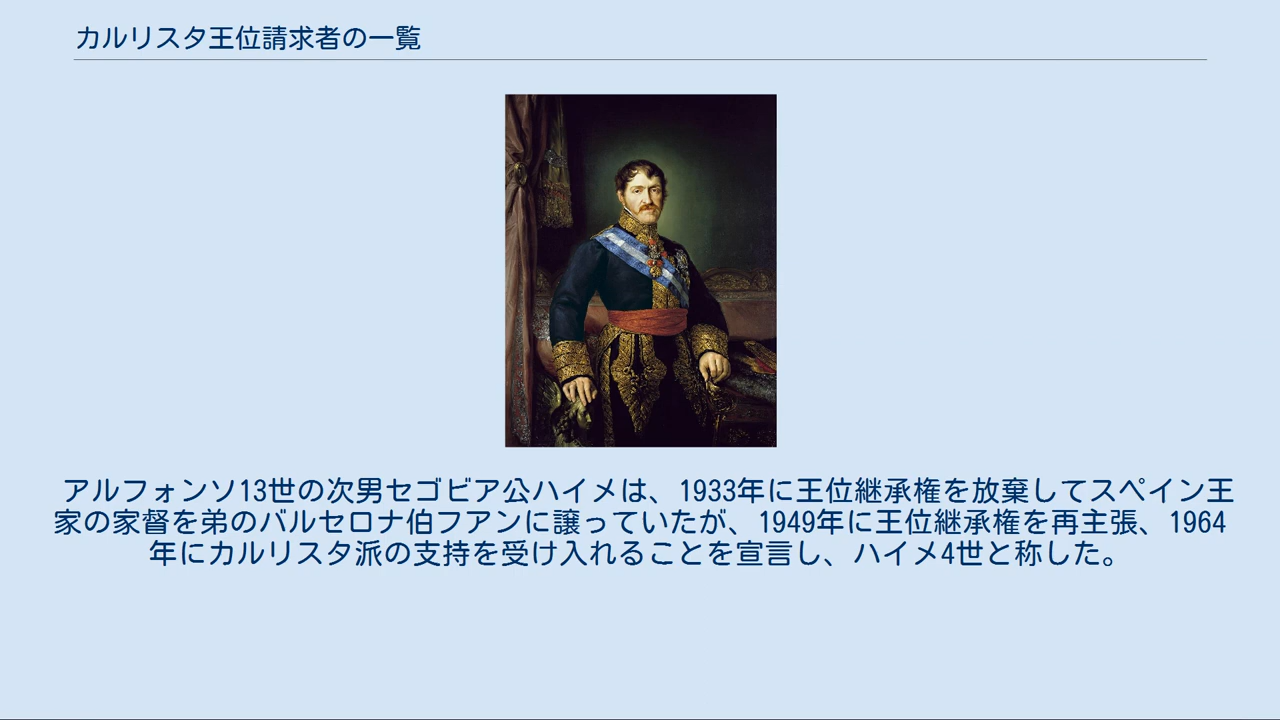 カルリスタ王位請求者の一覧
アルフォンソ13世の次男セゴビア公ハイメは、1933年に王位継承権を放棄してスペイン王
家の家督を弟のバルセロナ伯フアンに譲っていたが、1949年に王位継承権を再主張、1964
年にカルリスタ派の支持を受け入れることを宣言し、ハイメ4世と称した。